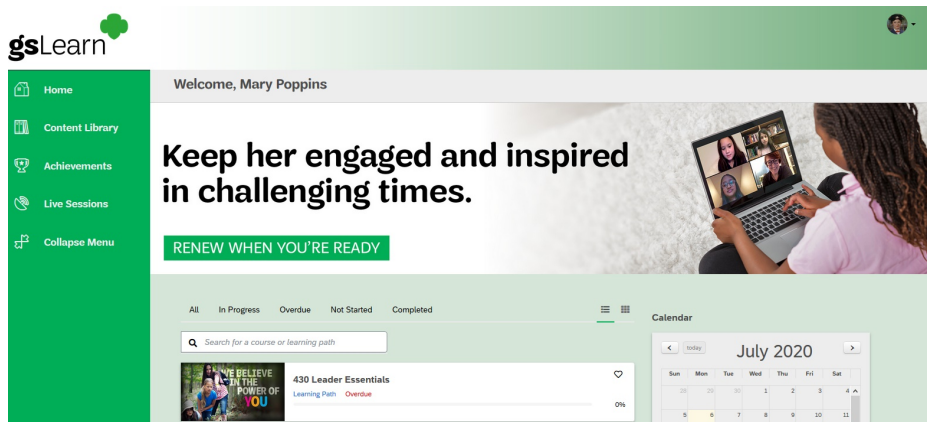 gsLearn
Home
Content Library
Achievements
Live Sessions
Collapse Menu
Welcome, Mary Poppins
Keep her engaged and inspired
in challenging times.
RENEW WHEN YOU'RE READY
All In Progress Overdue Not Started Completed
Search for a course or learning path
WE BELIEVE
IN THE
POWER OF
YOU
430 Leader Essentials
Learning Path Overdue
0%
Calendar
today July 2020
Sun Mon Tue Wed Thu Fri Sat
28 29 30 1 2 3 4
5 6 7 8 9 10 11